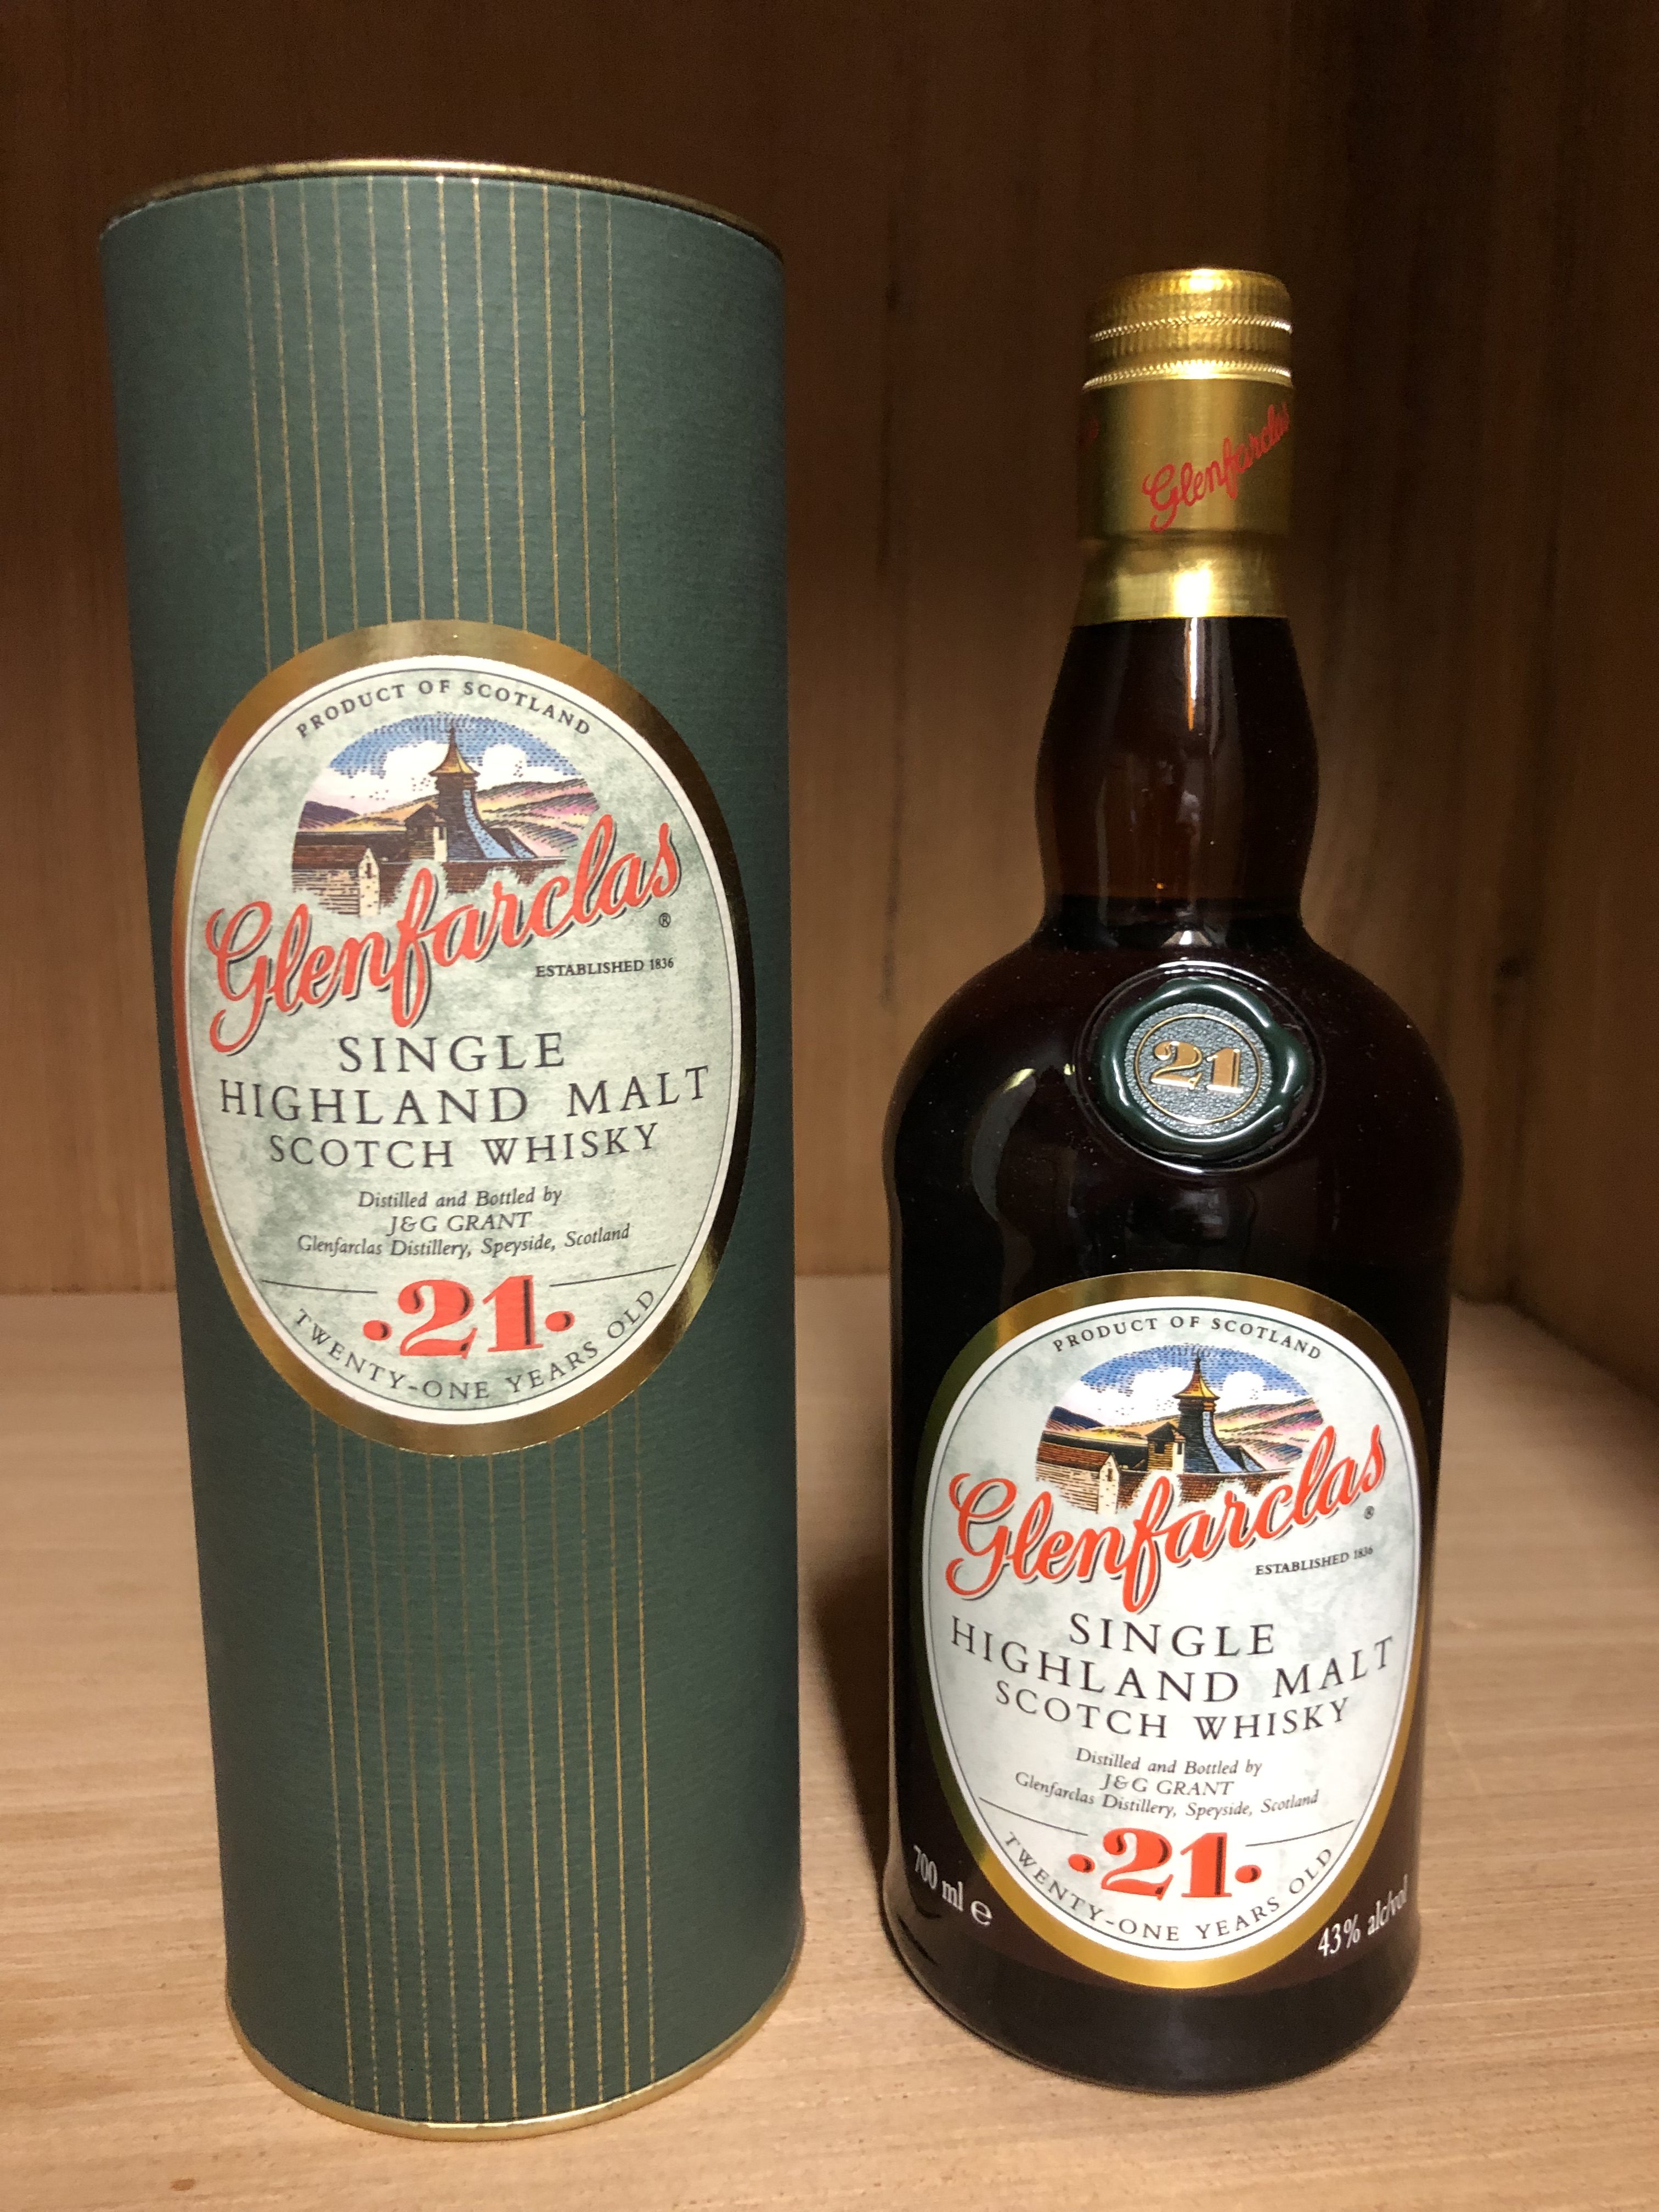 PRODUCT OF SCOTLAND
Glenfarclas
®
ESTABLISHED 1836
SINGLE
HIGHLAND MALT
SCOTCH WHISKY
Distilled and Bottled by
J&G GRANT
Glenfarclas Distillery, Speyside, Scotland
•21•
TWENTY-ONE YEARS OLD
Glenfarclas
21
PRODUCT OF SCOTLAND
Glenfarclas
®
ESTABLISHED 1836
SINGLE
HIGHLAND MALT
SCOTCH WHISKY
Distilled and Bottled by
J&G GRANT
Glenfarclas Distillery, Speyside, Scotland
•21•
TWENTY-ONE YEARS OLD
700 ml e
43% alc/vol